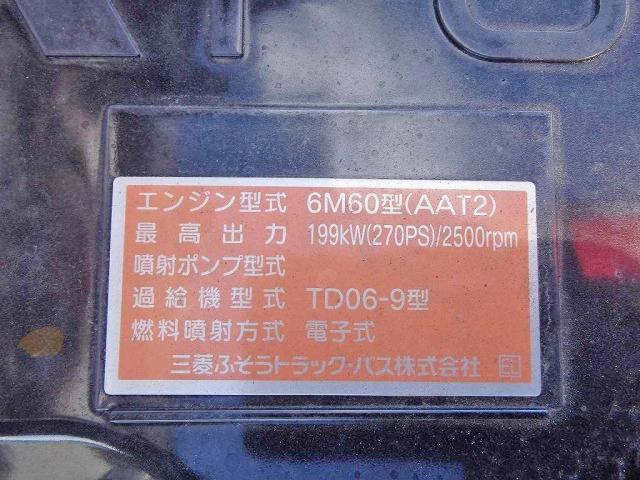 エンジン型式 6M60型(AAT2)
最高出力 199kW(270PS)/2500rpm
噴射ポンプ型式
過給機型式 TD06-9型
燃料噴射方式 電子式
三菱ふそうトラック・バス株式会社